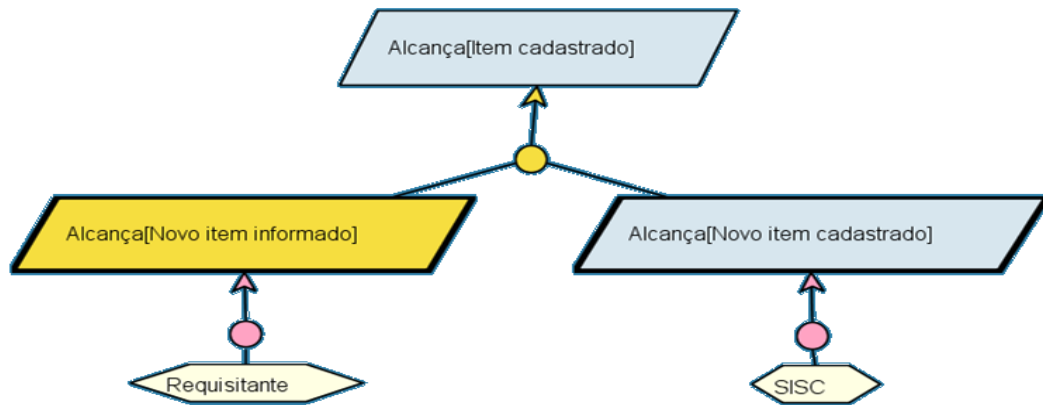 Alcança[Item cadastrado]
Alcança[Novo item informado]
Alcança[Novo item cadastrado]
Requisitante
SISC